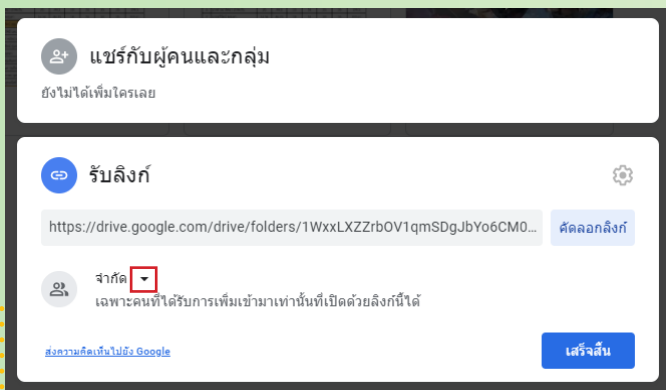 แชร์กับผู้คนและกลุ่ม
ยังไม่ได้เพิ่มใครเลย
รับลิงก์
https://drive.google.com/drive/folders/1WxxLXZZrbOV1qmSDgJbYo6CM0...
คัดลอกลิงก์
จำกัด
เฉพาะคนที่ได้รับการเพิ่มเข้ามาเท่านั้นที่เปิดด้วยลิงก์นี้ได้
ส่งความคิดเห็นไปยัง Google
เสร็จสิ้น